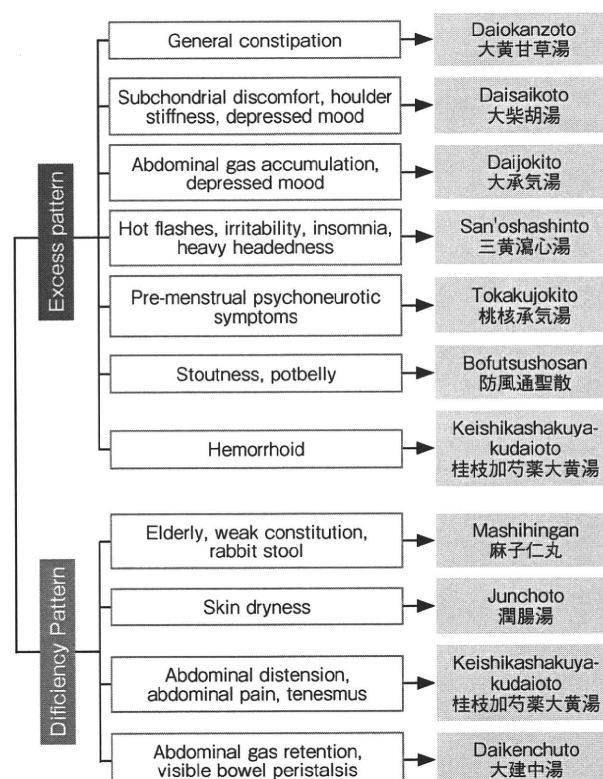 Excess pattern
General constipation
Daiokanzoto
大黄甘草湯
Subchondrial discomfort, houlder
stiffness, depressed mood
Daisaikoto
大柴胡湯
Abdominal gas accumulation,
depressed mood
Daijokito
大承気湯
Hot flashes, irritability, insomnia,
heavy headedness
San'oshashinto
三黄瀉心湯
Pre-menstrual psychoneurotic
symptoms
Tokakujokito
桃核承気湯
Stoutness, potbelly
Bofutsushosan
防風通聖散
Hemorrhoid
Keishikashakuya-
kudaioto
桂枝加芍薬大黄湯
Dificiency Pattern
Elderly, weak constitution,
rabbit stool
Mashihingan
麻子仁丸
Skin dryness
Junchoto
潤腸湯
Abdominal distension,
abdominal pain, tenesmus
Keishikashakuya-
kudaioto
桂枝加芍薬大黄湯
Abdominal gas retention,
visible bowel peristalsis
Daikenchuto
大建中湯